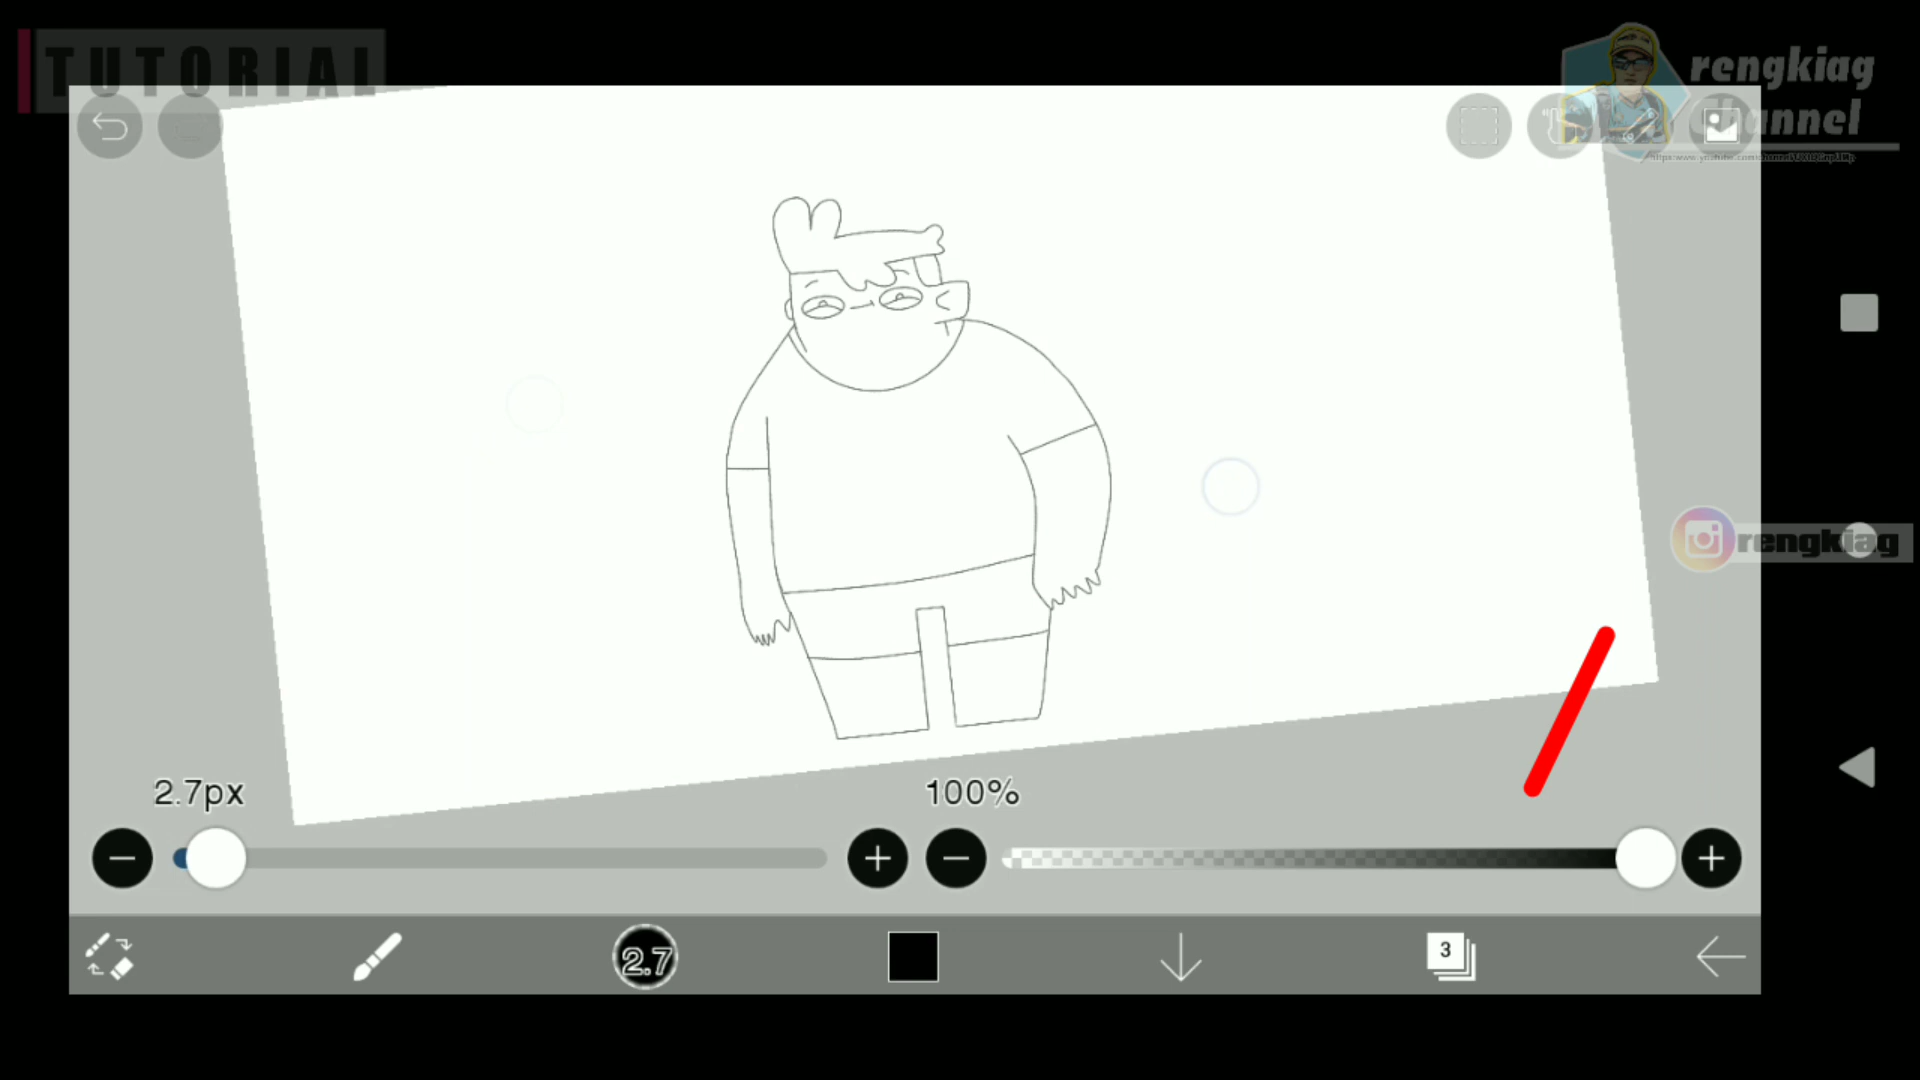 TUTORIAL
rengkiag
channel
rengkiag
2.7px
100%
2.7
3